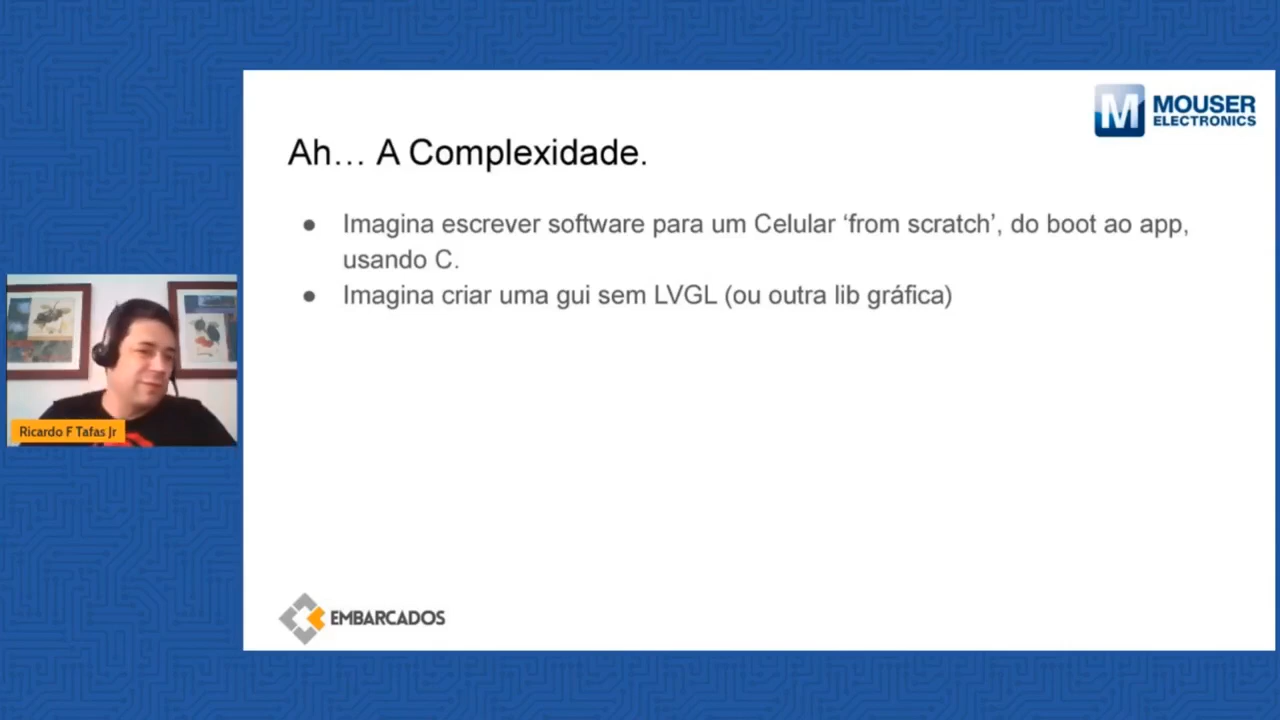 M MOUSER
ELECTRONICS
Ah… A Complexidade.
● Imagina escrever software para um Celular ‘from scratch’, do boot ao app,
usando C.
● Imagina criar uma gui sem LVGL (ou outra lib gráfica)
Ricardo F Tafas Jr
EMBARCADOS